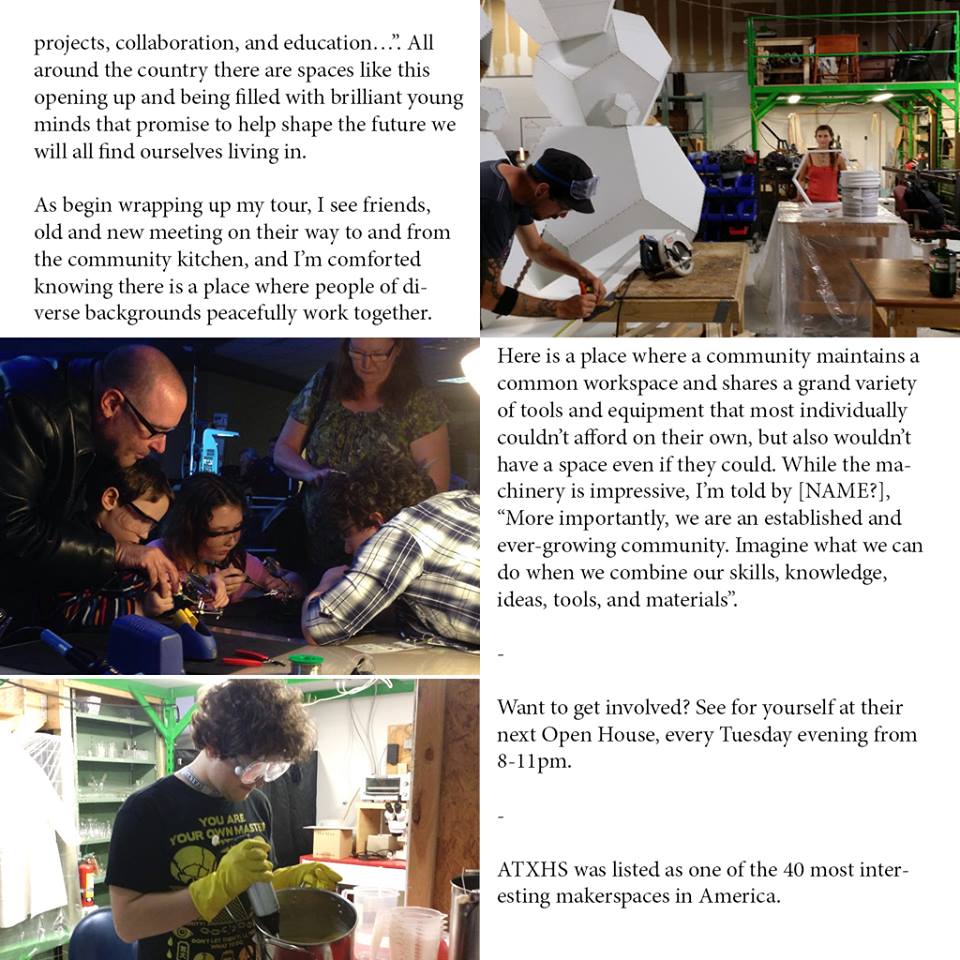 projects, collaboration, and education…”. All
around the country there are spaces like this
opening up and being filled with brilliant young
minds that promise to help shape the future we
will all find ourselves living in.
As begin wrapping up my tour, I see friends,
old and new meeting on their way to and from
the community kitchen, and I’m comforted
knowing there is a place where people of di-
verse backgrounds peacefully work together.
Here is a place where a community maintains a
common workspace and shares a grand variety
of tools and equipment that most individually
couldn’t afford on their own, but also wouldn’t
have a space even if they could. While the ma-
chinery is impressive, I’m told by [NAME?],
“More importantly, we are an established and
ever-growing community. Imagine what we can
do when we combine our skills, knowledge,
ideas, tools, and materials”.
-
Want to get involved? See for yourself at their
next Open House, every Tuesday evening from
8-11pm.
-
ATXHS was listed as one of the 40 most inter-
esting makerspaces in America.
YOU ARE
YOUR OWN MASTER